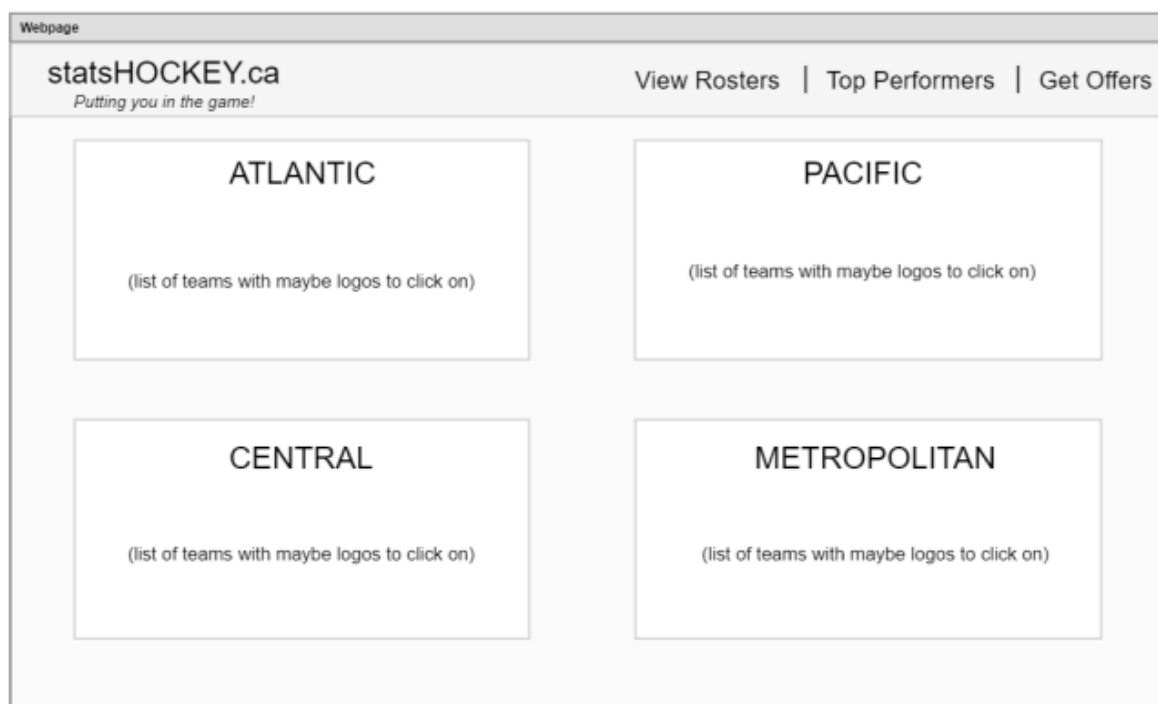 Webpage
statsHOCKEY.ca
Putting you in the game!
View Rosters | Top Performers | Get Offers
ATLANTIC
(list of teams with maybe logos to click on)
PACIFIC
(list of teams with maybe logos to click on)
CENTRAL
(list of teams with maybe logos to click on)
METROPOLITAN
(list of teams with maybe logos to click on)